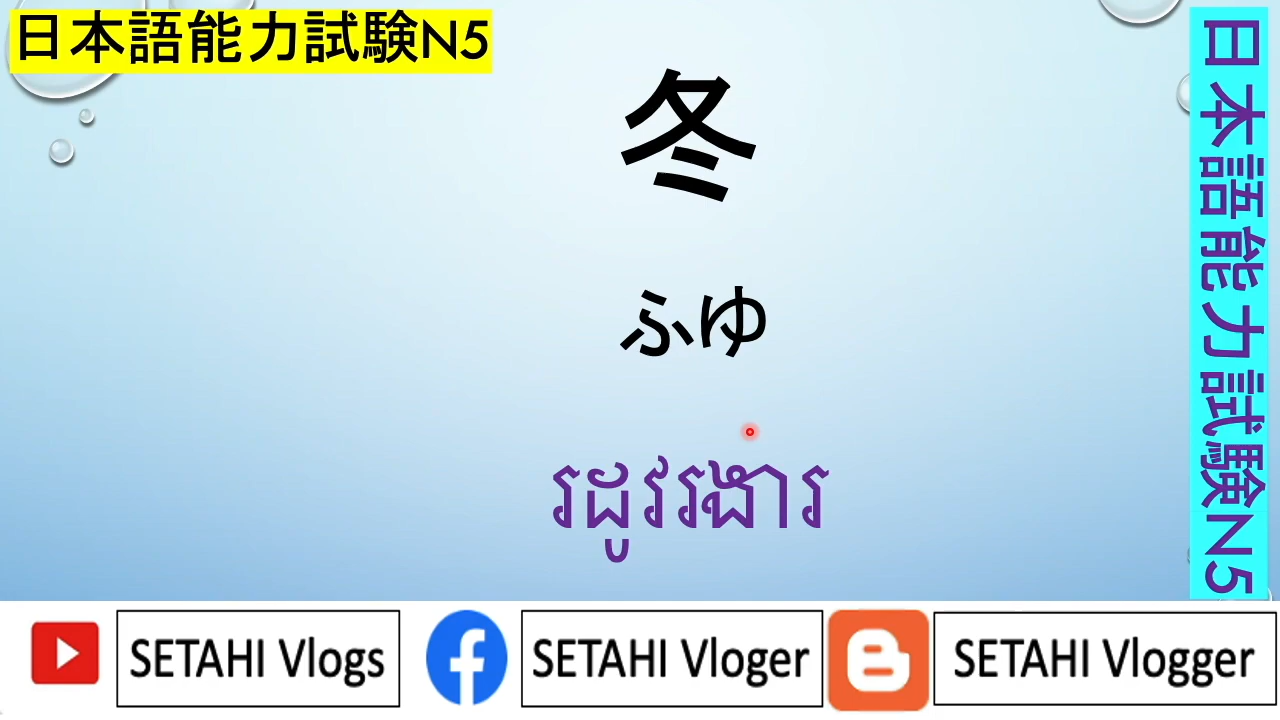 日本語能力試験N5
冬
ふゆ
រដូវរងារ
日本語能力試験N5
SETAHI Vlogs
SETAHI Vloger
SETAHI Vlogger